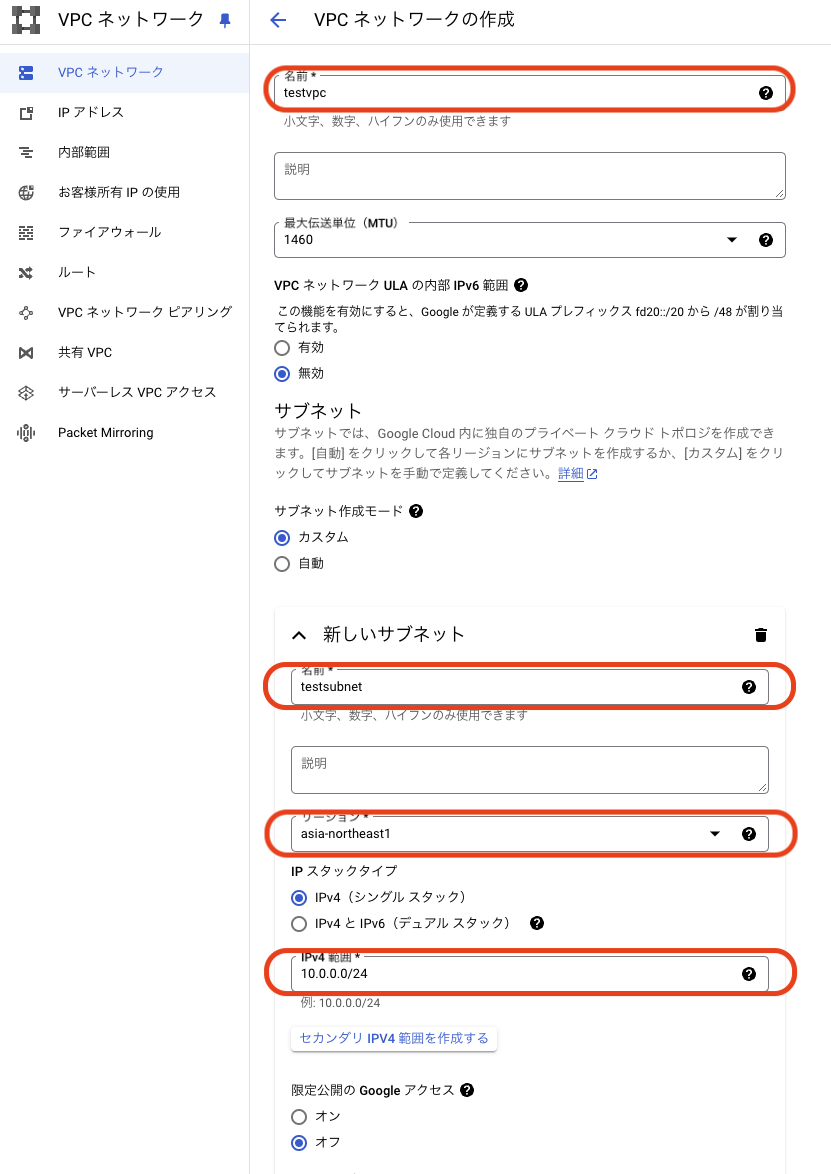 VPC ネットワーク
VPC ネットワークの作成
VPC ネットワーク
IP アドレス
内部範囲
お客様所有 IP の使用
ファイアウォール
ルート
VPC ネットワーク ピアリング
共有 VPC
サーバーレス VPC アクセス
Packet Mirroring
名前 *
testvpc
小文字、数字、ハイフンのみ使用できます
説明
最大伝送単位（MTU）
1460
VPC ネットワーク ULA の内部 IPv6 範囲
この機能を有効にすると、Google が定義する ULA プレフィックス fd20::/20 から /48 が割り当
てられます。
有効
無効
サブネット
サブネットでは、Google Cloud 内に独自のプライベート クラウド トポロジを作成でき
ます。[自動] をクリックして各リージョンにサブネットを作成するか、[カスタム] をクリ
ックしてサブネットを手動で定義してください。詳細
サブネット作成モード
カスタム
自動
新しいサブネット
名前 *
testsubnet
小文字、数字、ハイフンのみ使用できます
説明
リージョン *
asia-northeast1
IP スタックタイプ
IPv4（シングル スタック）
IPv4 と IPv6（デュアル スタック）
IPv4 範囲 *
10.0.0.0/24
例: 10.0.0.0/24
セカンダリ IPV4 範囲を作成する
限定公開の Google アクセス
オン
オフ